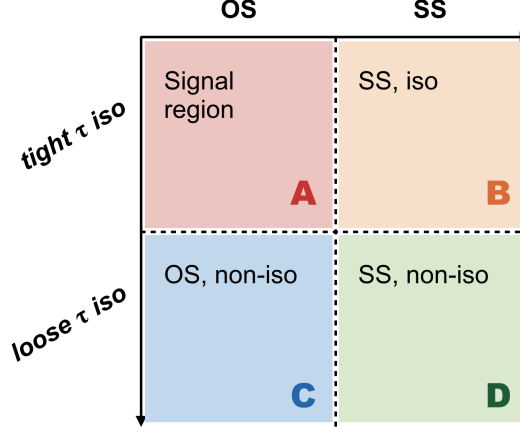 OS
SS
tight τ iso
Signal
region
A
SS, iso
B
loose τ iso
OS, non-iso
C
SS, non-iso
D